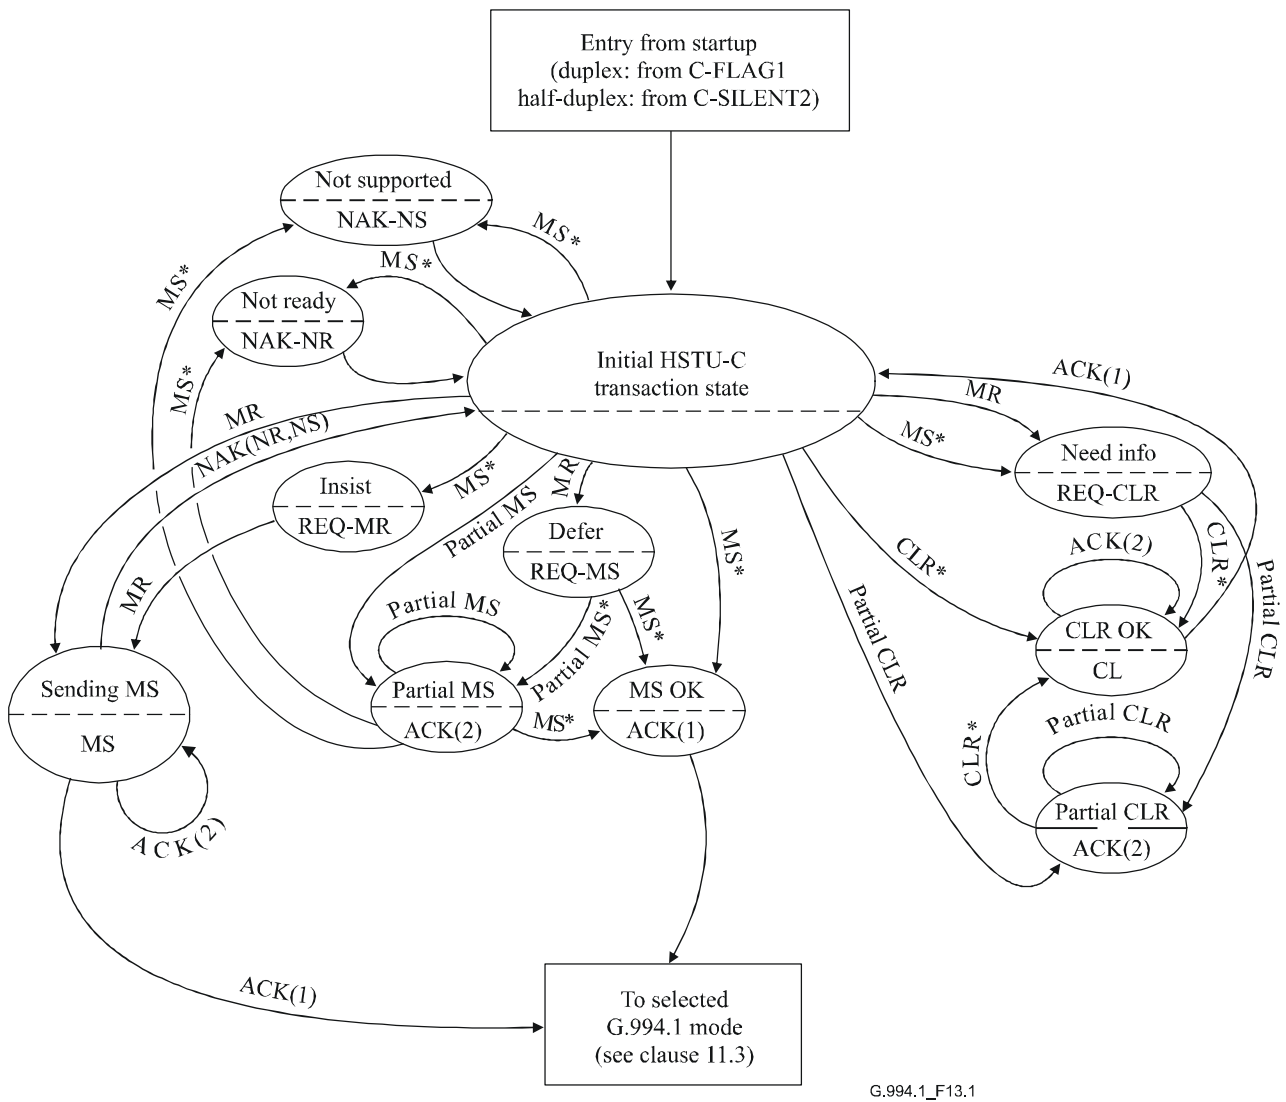 Entry from startup
(duplex: from C-FLAG1
half-duplex: from C-SILENT2)
Not supported
NAK-NS
MS*
MS*
MS*
Not ready
NAK-NR
MS*
Initial HSTU-C
transaction state
ACK(1)
MR
MS*
Need info
REQ-CLR
MR
NAK(NR,NS)
MS*
Insist
REQ-MR
Partial MS
MR
Defer
REQ-MS
MS*
CLR*
ACK(2)
CLR*
Partial CLR
MR
Partial MS
Partial MS*
MS*
Partial CLR
CLR OK
CL
Sending MS
MS
Partial MS
ACK(2)
MS*
MS OK
ACK(1)
CLR*
Partial CLR
Partial CLR
ACK(2)
ACK(2)
ACK(1)
To selected
G.994.1 mode
(see clause 11.3)
G.994.1_F13.1